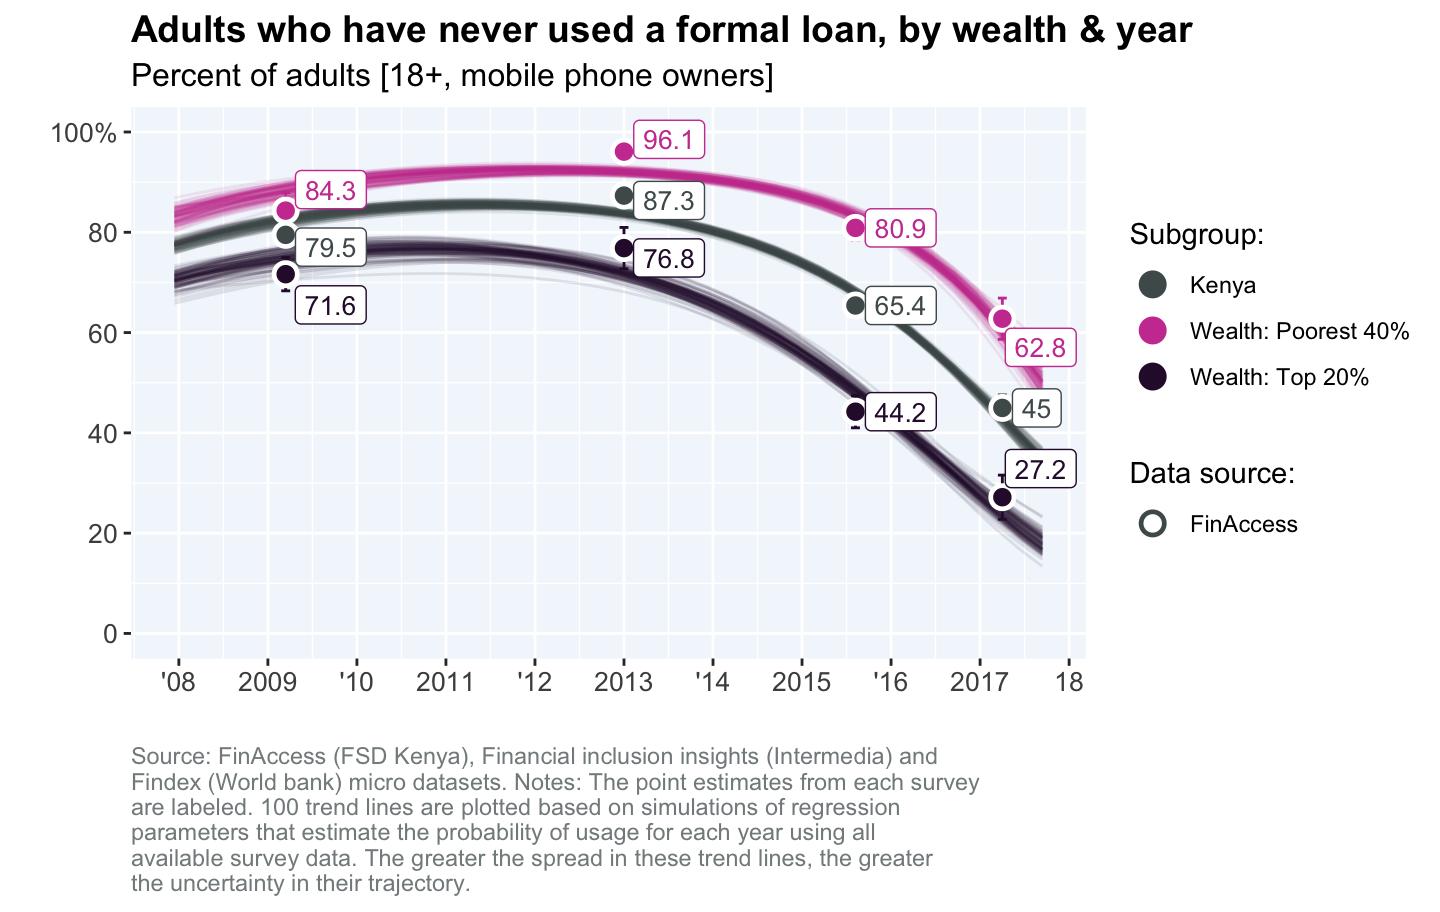 Adults who have never used a formal loan, by wealth & year
Percent of adults [18+, mobile phone owners]
100%
80
60
40
20
0
84.3
79.5
71.6
96.1
87.3
76.8
80.9
65.4
44.2
62.8
45
27.2
'08 2009 '10 2011 '12 2013 '14 2015 '16 2017 18
Subgroup:
Kenya
Wealth: Poorest 40%
Wealth: Top 20%
Data source:
FinAccess
Source: FinAccess (FSD Kenya), Financial inclusion insights (Intermedia) and
Findex (World bank) micro datasets. Notes: The point estimates from each survey
are labeled. 100 trend lines are plotted based on simulations of regression
parameters that estimate the probability of usage for each year using all
available survey data. The greater the spread in these trend lines, the greater
the uncertainty in their trajectory.